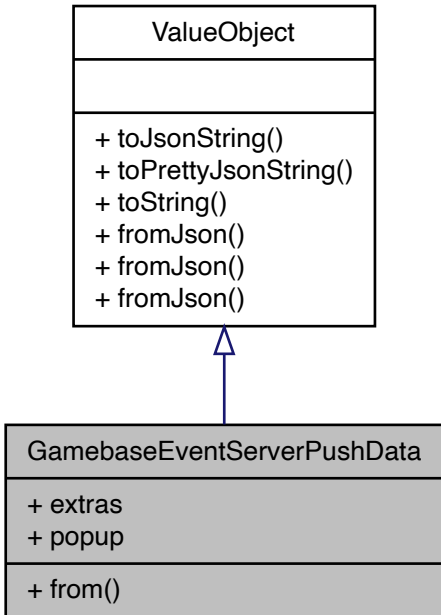 ValueObject
+ toJsonString()
+ toPrettyJsonString()
+ toString()
+ fromJson()
+ fromJson()
+ fromJson()
GamebaseEventServerPushData
+ extras
+ popup
+ from()